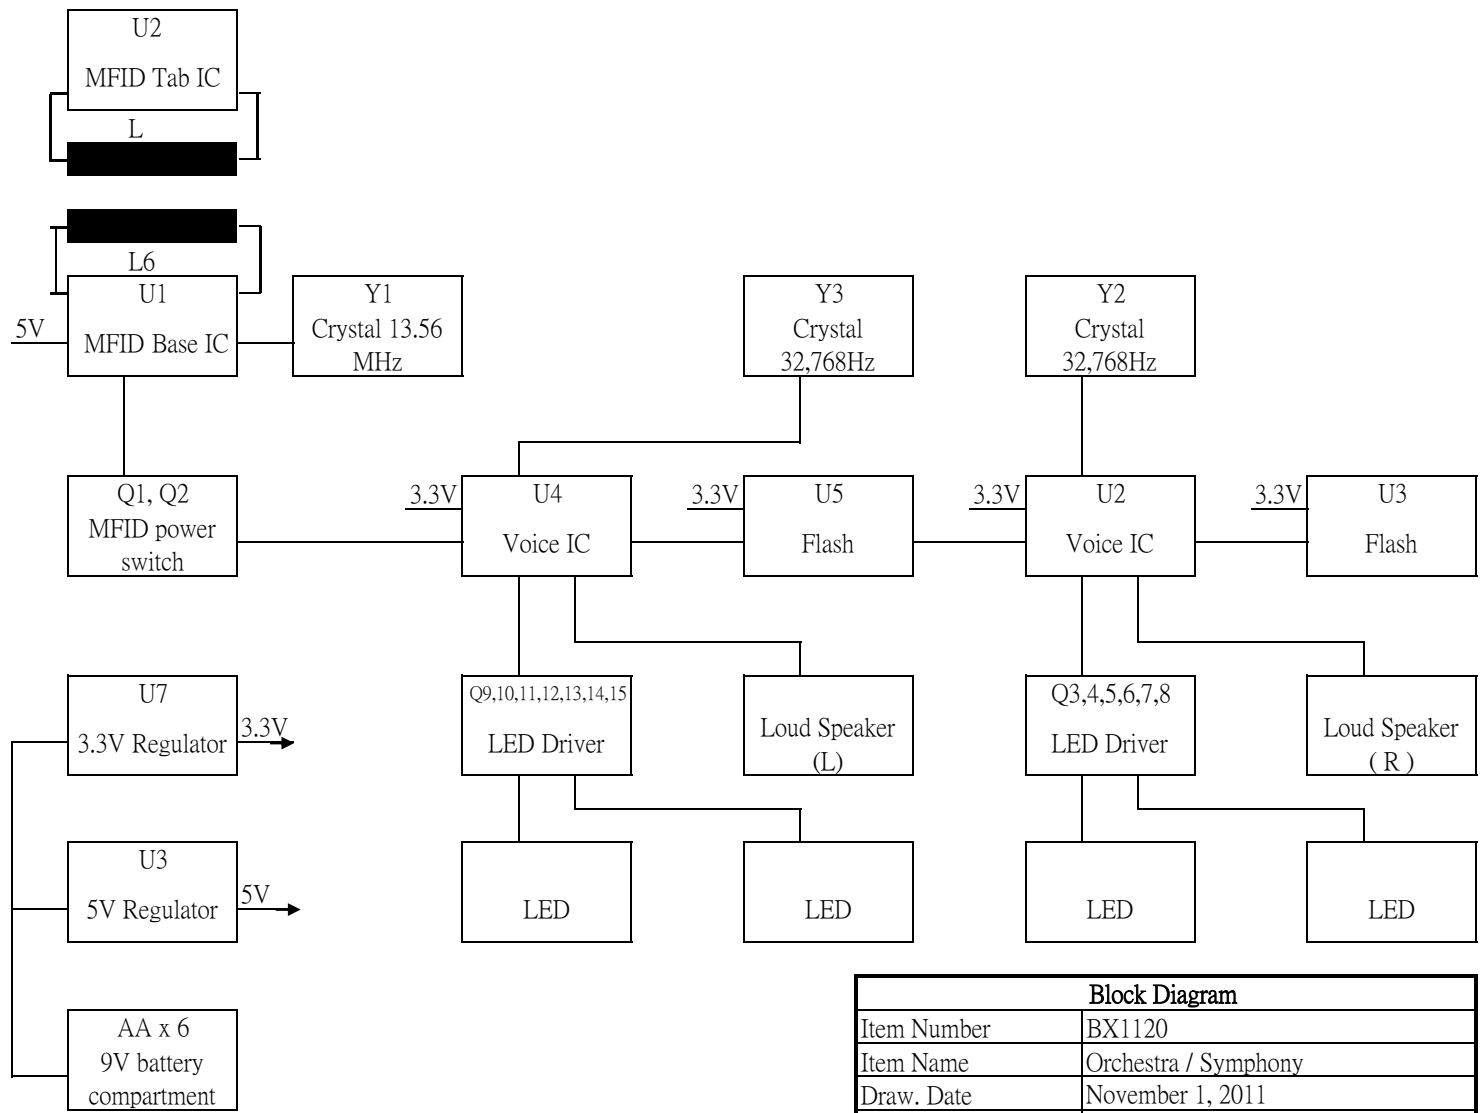 U2
MFID Tab IC
L
L6
U1
MFID Base IC
5V
Y1
Crystal 13.56
MHz
Y3
Crystal
32,768Hz
Y2
Crystal
32,768Hz
Q1, Q2
MFID power
switch
3.3V
U4
Voice IC
3.3V
U5
Flash
3.3V
U2
Voice IC
3.3V
U3
Flash
U7
3.3V Regulator
3.3V
Q9,10,11,12,13,14,15
LED Driver
Loud Speaker
(L)
Q3,4,5,6,7,8
LED Driver
Loud Speaker
( R )
U3
5V Regulator
5V
LED
LED
LED
LED
AA x 6
9V battery
compartment
Block Diagram
Item Number BX1120
Item Name Orchestra / Symphony
Draw. Date November 1, 2011